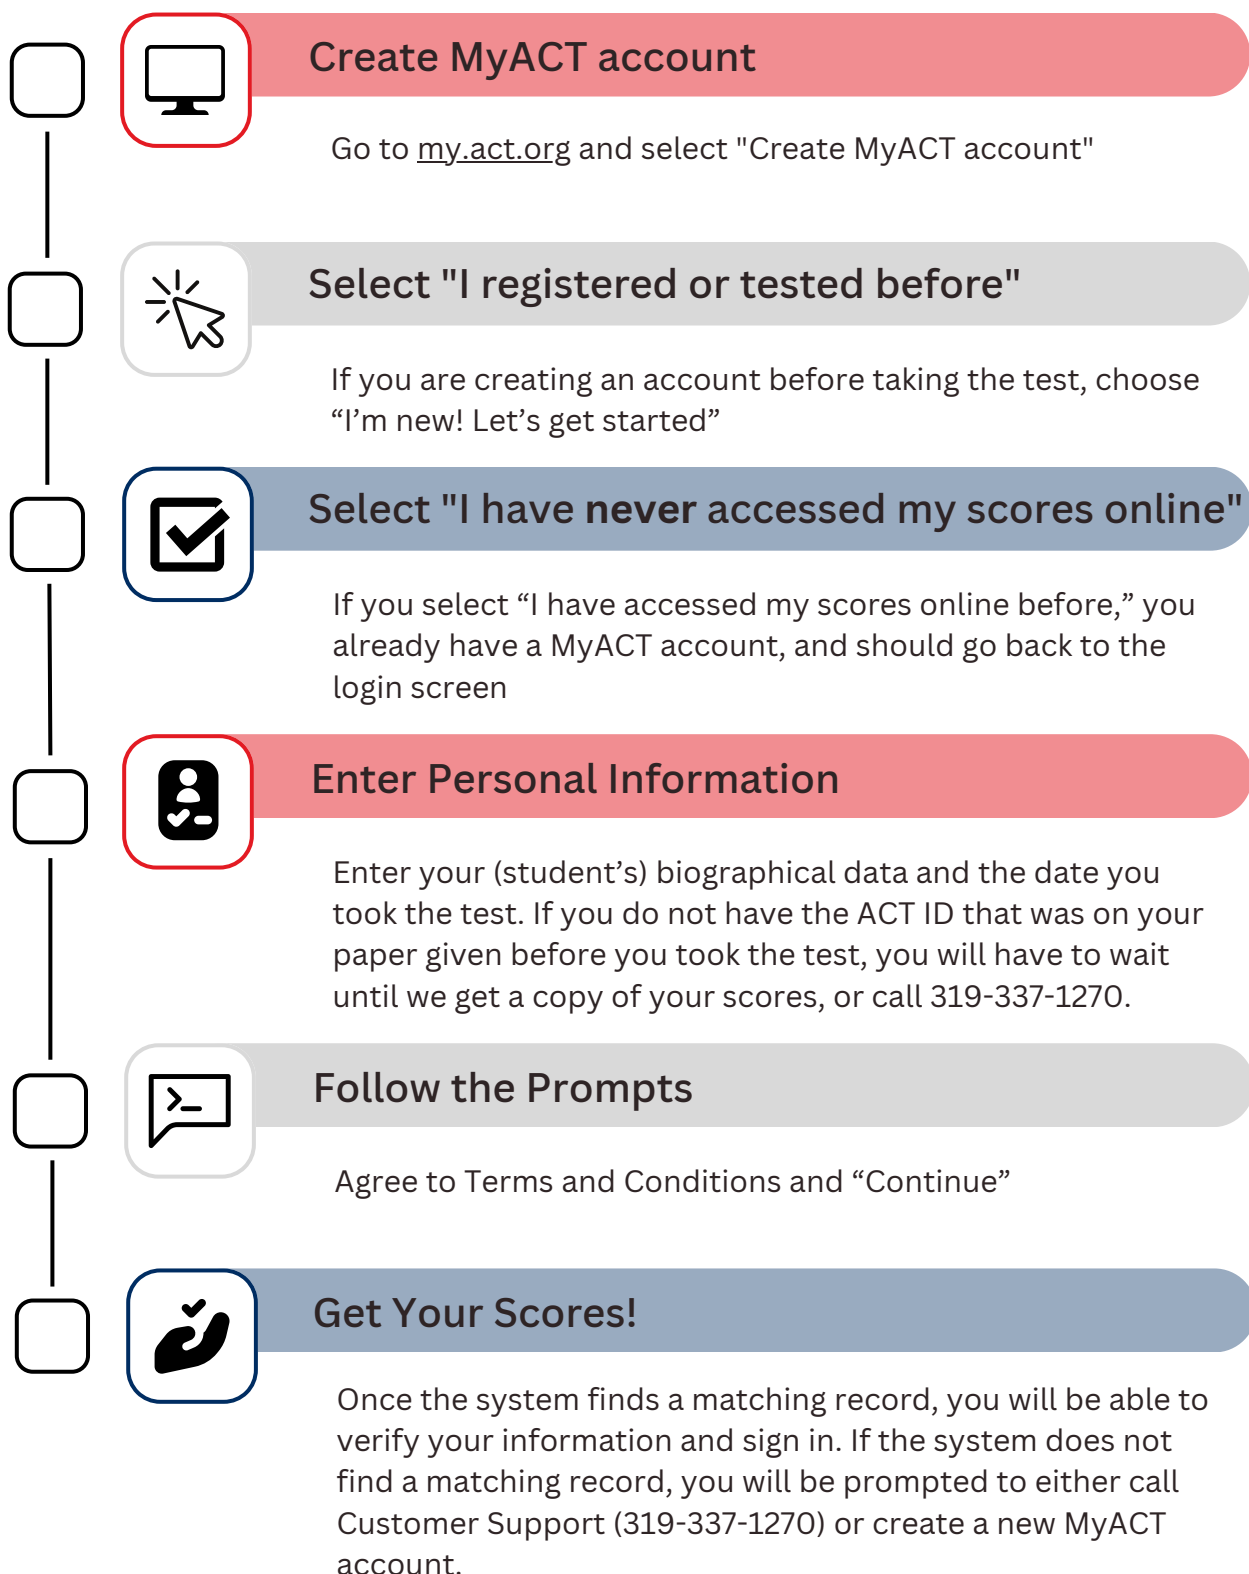 Create MyACT account
Go to my.act.org and select "Create MyACT account"
Select "I registered or tested before"
If you are creating an account before taking the test, choose
“I’m new! Let’s get started”
Select "I have never accessed my scores online"
If you select “I have accessed my scores online before,” you
already have a MyACT account, and should go back to the
login screen
Enter Personal Information
Enter your (student’s) biographical data and the date you
took the test. If you do not have the ACT ID that was on your
paper given before you took the test, you will have to wait
until we get a copy of your scores, or call 319-337-1270.
Follow the Prompts
Agree to Terms and Conditions and “Continue”
Get Your Scores!
Once the system finds a matching record, you will be able to
verify your information and sign in. If the system does not
find a matching record, you will be prompted to either call
Customer Support (319-337-1270) or create a new MyACT
account.